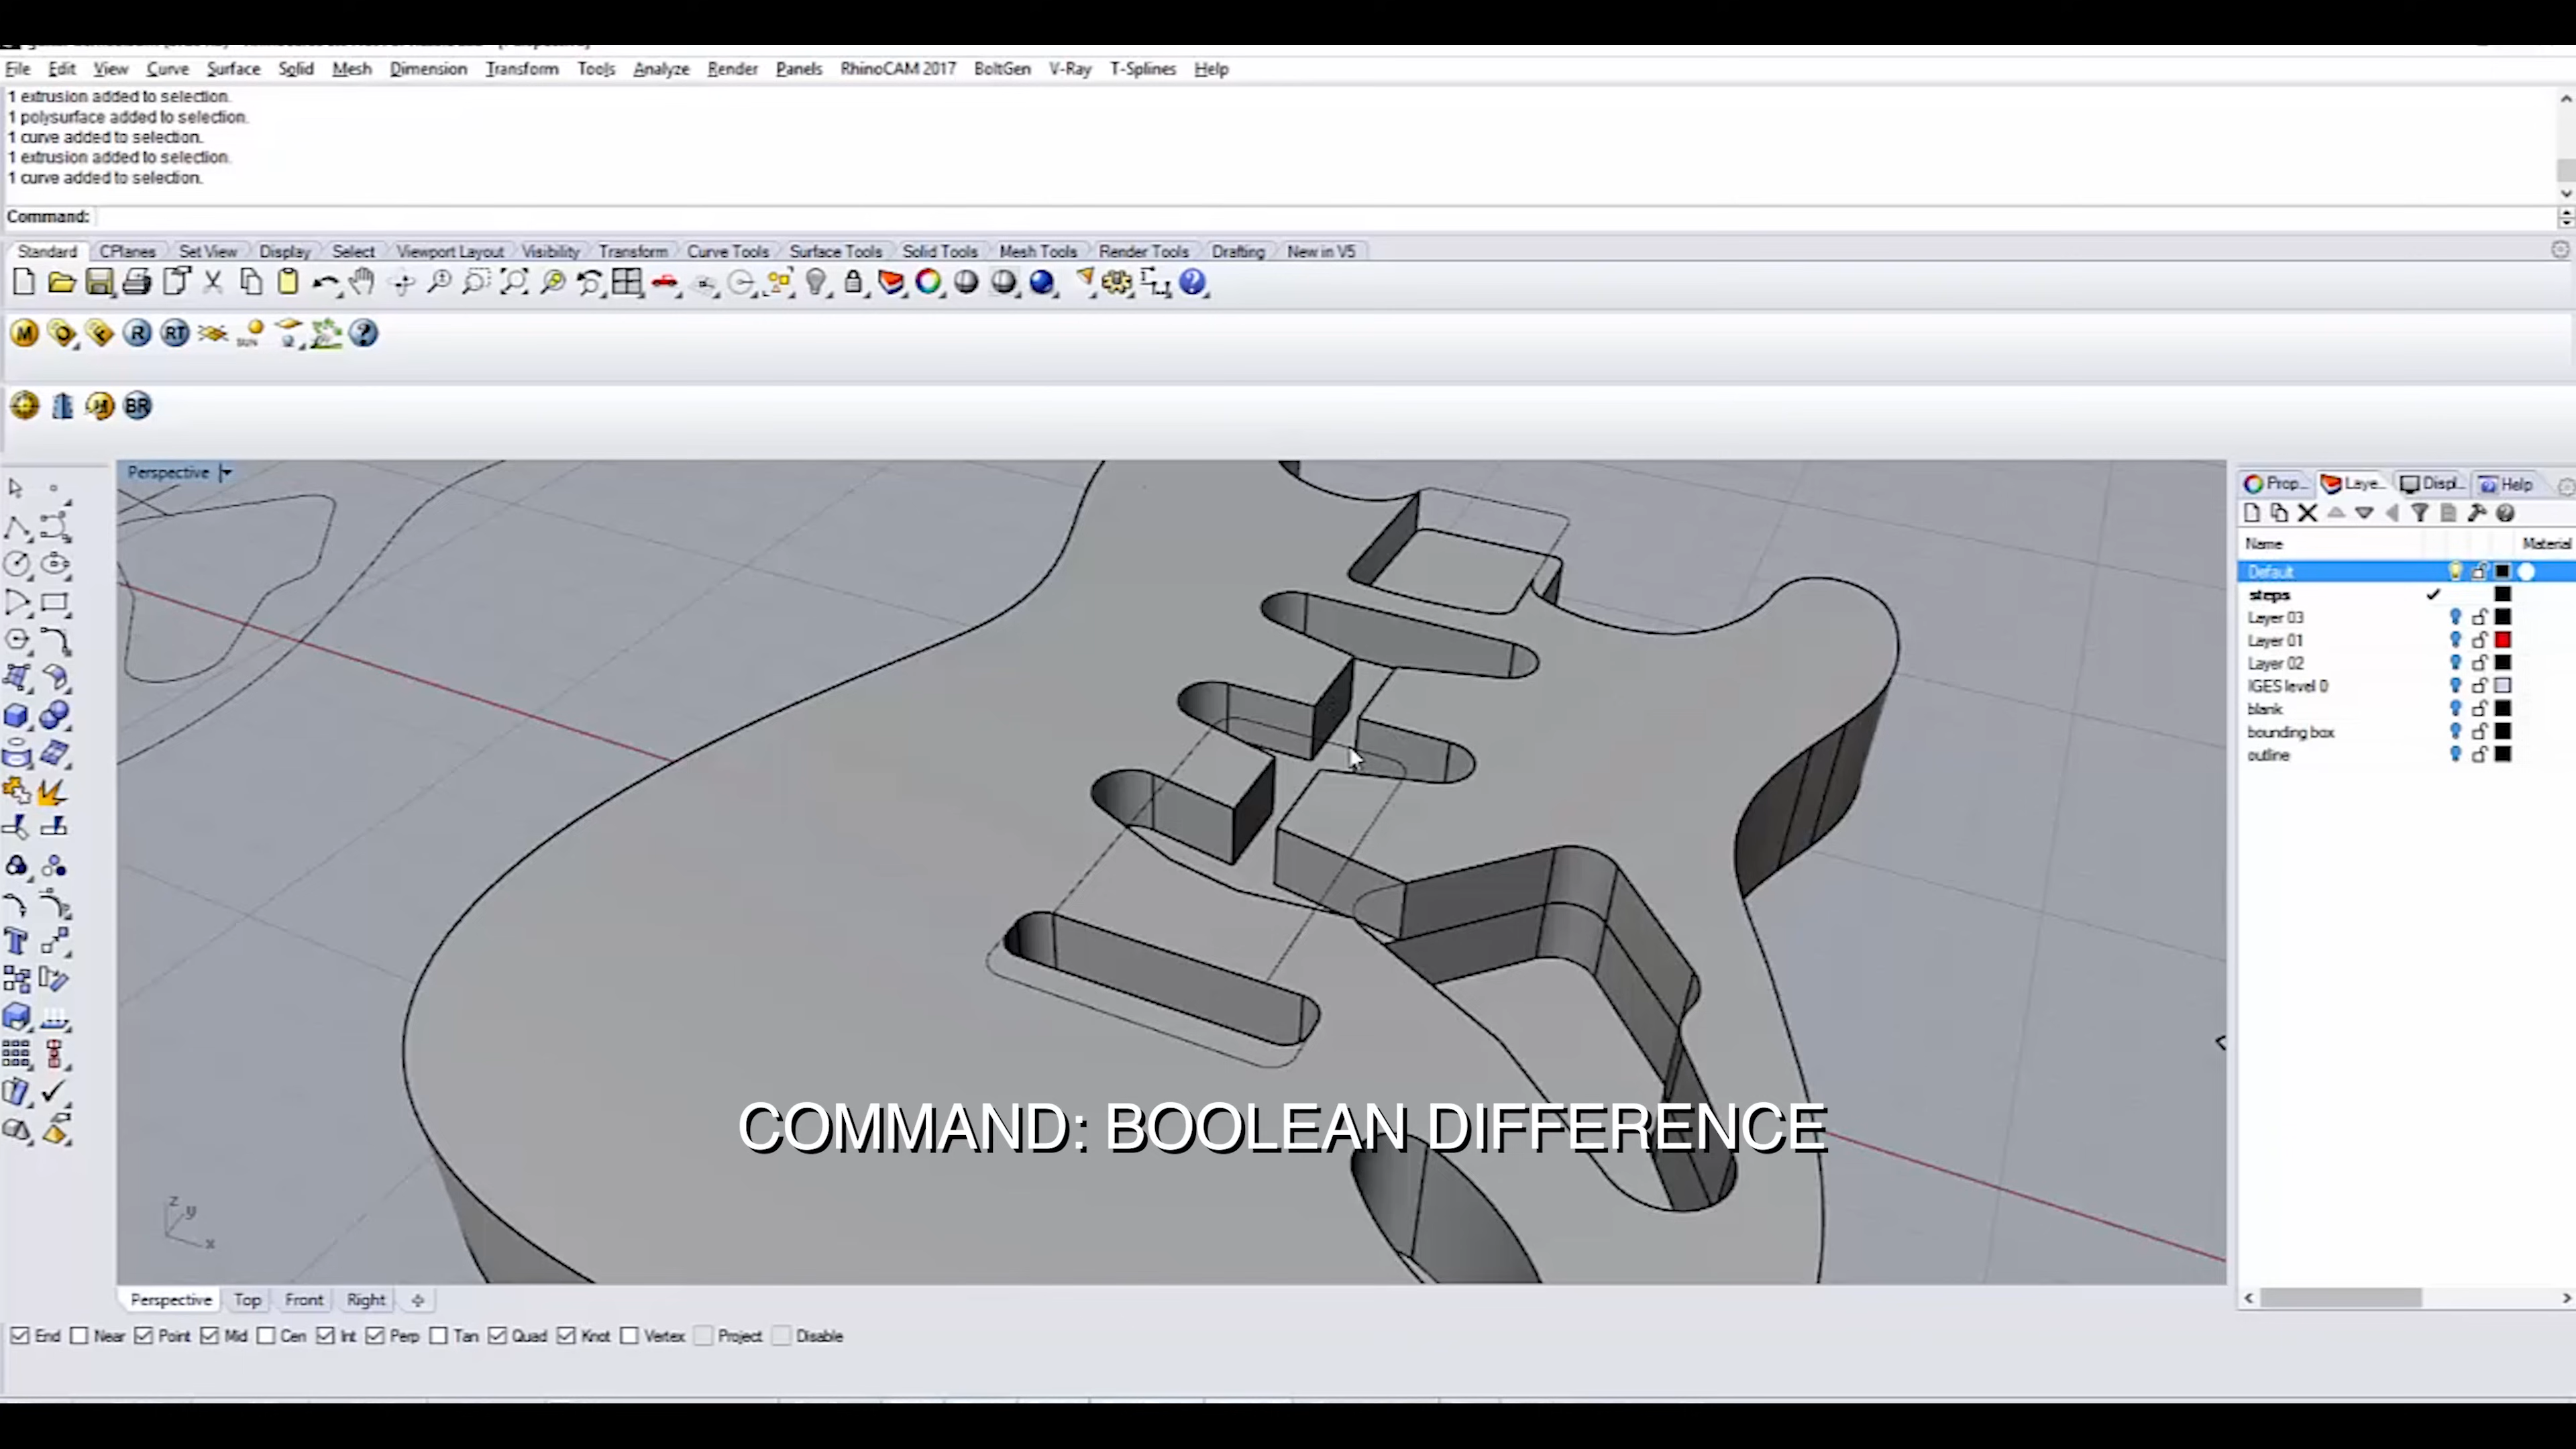 File Edit View Curve Surface Solid Mesh Dimension Transform Tools Analyze Render Panels RhinoCAM 2017 BoltGen V-Ray T-Splines Help
1 extrusion added to selection.
1 polysurface added to selection.
1 curve added to selection.
1 extrusion added to selection.
1 curve added to selection.
Command:
Standard CPlanes Set View Display Select Viewport Layout Visibility Transform Curve Tools Surface Tools Solid Tools Mesh Tools Render Tools Drafting New in V5
M O F R RT SUN ?
M BR
Perspective
Prop... Laye... Displ... Help
Name Material
Default
steps
Layer 03
Layer 01
Layer 02
IGES level 0
blank
bounding box
outline
COMMAND: BOOLEAN DIFFERENCE
z
y
x
Perspective Top Front Right
End Near Point Mid Cen Int Perp Tan Quad Knot Vertex Project Disable